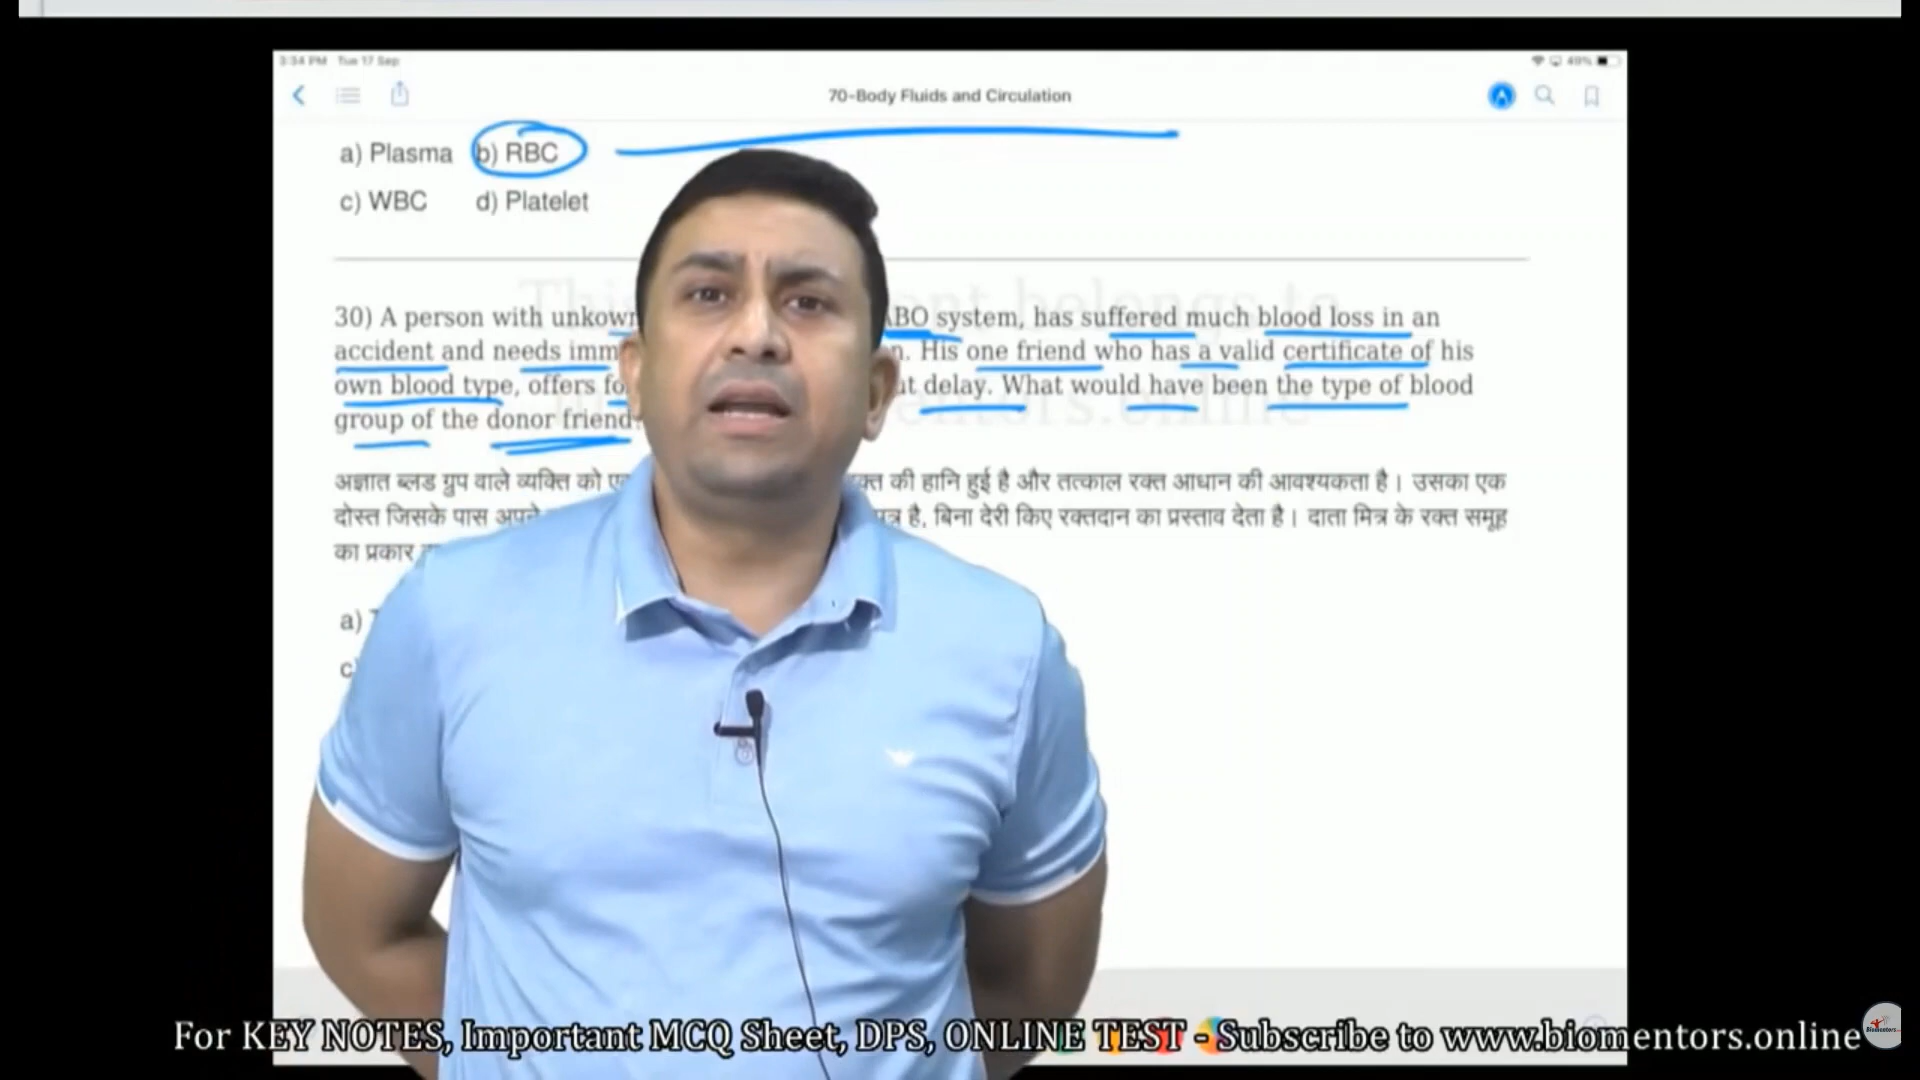 3:34 PM Tue 17 Sep
49%
70-Body Fluids and Circulation
a) Plasma b) RBC
c) WBC d) Platelet
30) A person with unkown ABO system, has suffered much blood loss in an
accident and needs imm n. His one friend who has a valid certificate of his
own blood type, offers fo t delay. What would have been the type of blood
group of the donor friend
अज्ञात ब्लड ग्रुप वाले व्यक्ति को की हानि हुई है और तत्काल रक्त आधान की आवश्यकता है। उसका एक
दोस्त जिसके पास अपने है, बिना देरी किए रक्तदान का प्रस्ताव देता है। दाता मित्र के रक्त समूह
का प्रकार
a)
c)
For KEY NOTES, Important MCQ Sheet, DPS, ONLINE TEST - Subscribe to www.biomentors.online